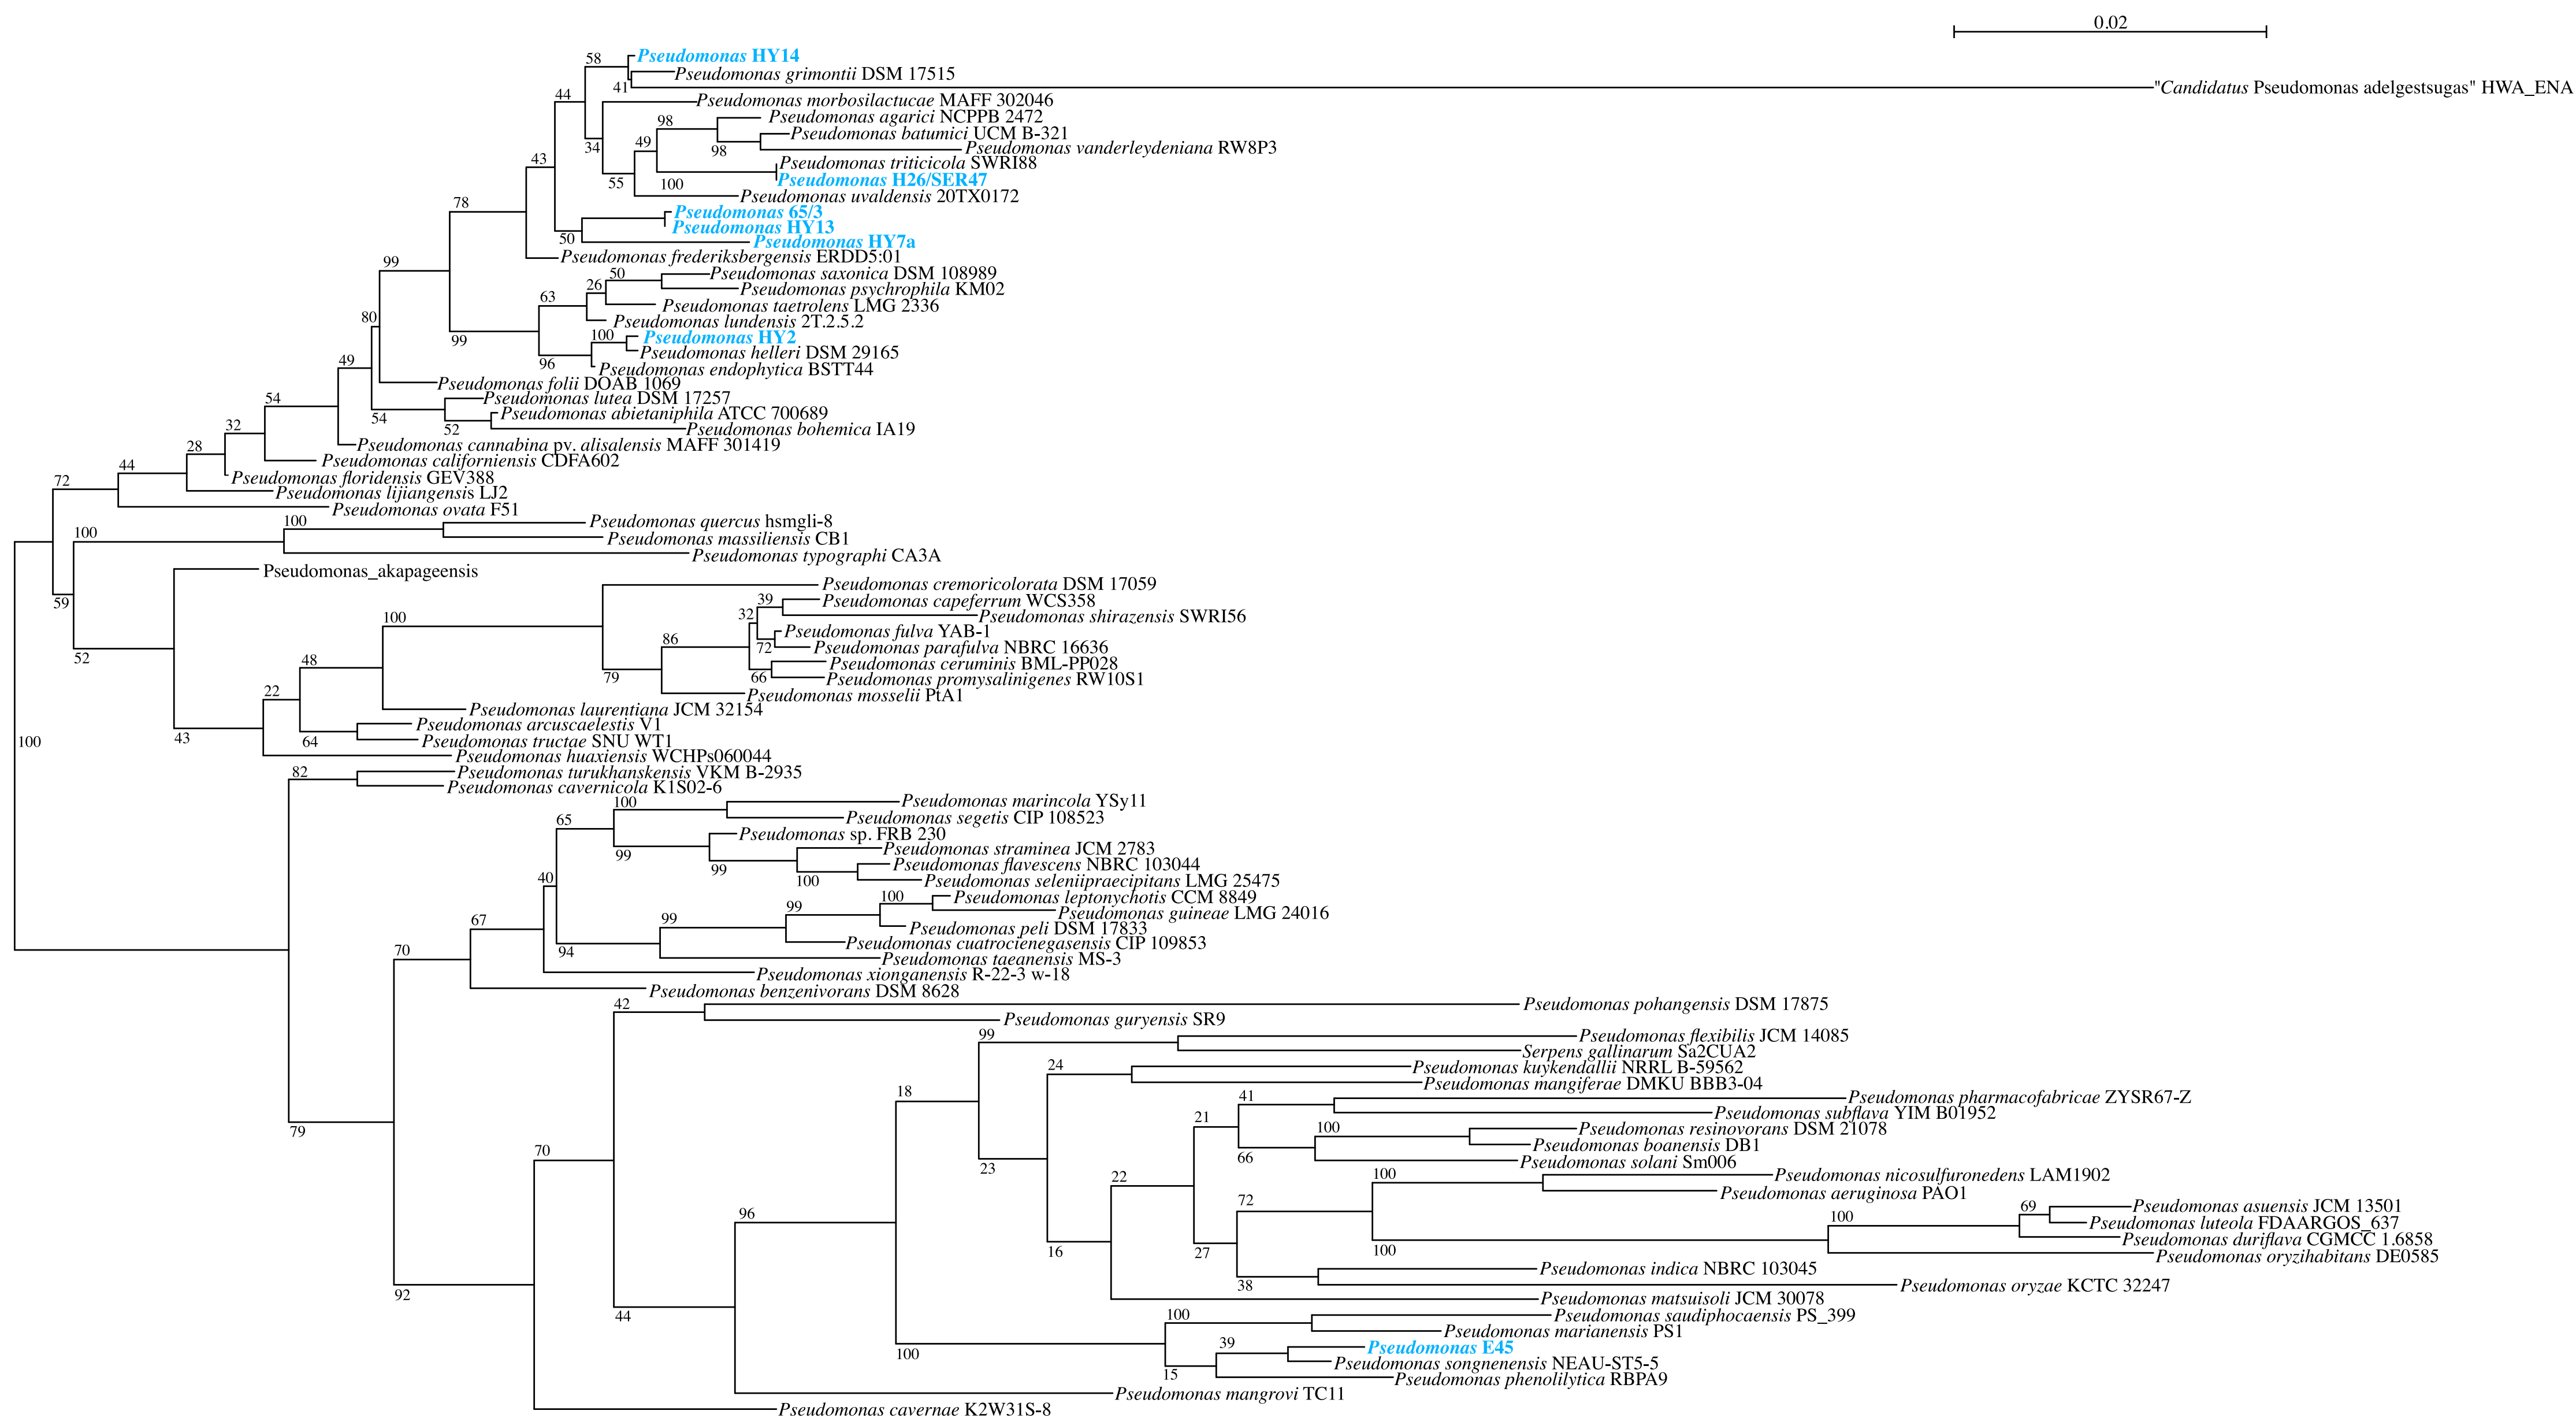 0.02
58
Pseudomonas HY14
Pseudomonas grimontii DSM 17515
41
"Candidatus Pseudomonas adelgestsugas" HWA_ENA
44
Pseudomonas morbosilactucae MAFF 302046
98
Pseudomonas agarici NCPPB 2472
Pseudomonas batumici UCM B-321
34
49
98
Pseudomonas vanderleydeniana RW8P3
43
Pseudomonas triticicola SWRI88
55
100
Pseudomonas H26/SER47
Pseudomonas uvaldensis 20TX0172
78
Pseudomonas 65/3
Pseudomonas HY13
50
Pseudomonas HY7a
Pseudomonas frederiksbergensis ERDD5:01
99
50
Pseudomonas saxonica DSM 108989
26
Pseudomonas psychrophila KM02
63
Pseudomonas taetrolens LMG 2336
80
Pseudomonas lundensis 2T.2.5.2
99
100
Pseudomonas HY2
Pseudomonas helleri DSM 29165
49
96
Pseudomonas endophytica BSTT44
Pseudomonas folii DOAB 1069
54
Pseudomonas lutea DSM 17257
54
Pseudomonas abietaniphila ATCC 700689
32
52
Pseudomonas bohemica IA19
28
Pseudomonas cannabina pv. alisalensis MAFF 301419
44
Pseudomonas californiensis CDFA602
72
Pseudomonas floridensis GEV388
Pseudomonas lijiangensis LJ2
Pseudomonas ovata F51
100
100
Pseudomonas quercus hsmgli-8
Pseudomonas massiliensis CB1
Pseudomonas typographi CA3A
Pseudomonas_akapageensis
59
Pseudomonas cremoricolorata DSM 17059
39
Pseudomonas capeferrum WCS358
100
32
Pseudomonas shirazensis SWRI56
86
Pseudomonas fulva YAB-1
72
Pseudomonas parafulva NBRC 16636
52
48
Pseudomonas ceruminis BML-PP028
79
66
Pseudomonas promysalinigenes RW10S1
22
Pseudomonas mosselii PtA1
Pseudomonas laurentiana JCM 32154
Pseudomonas arcuscaelestis V1
43
64
Pseudomonas tructae SNU WT1
100
Pseudomonas huaxiensis WCHPs060044
82
Pseudomonas turukhanskensis VKM B-2935
Pseudomonas cavernicola K1S02-6
100
Pseudomonas marincola YSy11
65
Pseudomonas segetis CIP 108523
Pseudomonas sp. FRB 230
99
Pseudomonas straminea JCM 2783
99
Pseudomonas flavescens NBRC 103044
40
100
Pseudomonas seleniipraecipitans LMG 25475
100
Pseudomonas leptonychotis CCM 8849
67
99
99
Pseudomonas guineae LMG 24016
Pseudomonas peli DSM 17833
70
94
Pseudomonas cuatrocienegasensis CIP 109853
Pseudomonas taeanensis MS-3
Pseudomonas xionganensis R-22-3 w-18
Pseudomonas benzenivorans DSM 8628
42
Pseudomonas pohangensis DSM 17875
Pseudomonas guryensis SR9
99
Pseudomonas flexibilis JCM 14085
Serpens gallinarum Sa2CUA2
24
Pseudomonas kuykendallii NRRL B-59562
18
Pseudomonas mangiferae DMKU BBB3-04
41
Pseudomonas pharmacofabricae ZYSR67-Z
21
Pseudomonas subflava YIM B01952
79
100
Pseudomonas resinovorans DSM 21078
70
66
Pseudomonas boanensis DB1
23
Pseudomonas solani Sm006
22
100
Pseudomonas nicosulfuronedens LAM1902
72
Pseudomonas aeruginosa PAO1
96
69
Pseudomonas asuensis JCM 13501
100
Pseudomonas luteola FDAARGOS_637
16
27
100
Pseudomonas duriflava CGMCC 1.6858
Pseudomonas oryzihabitans DE0585
Pseudomonas indica NBRC 103045
92
38
Pseudomonas oryzae KCTC 32247
Pseudomonas matsuisoli JCM 30078
44
100
Pseudomonas saudiphocaensis PS_399
Pseudomonas marianensis PS1
100
39
Pseudomonas E45
Pseudomonas songnenensis NEAU-ST5-5
15
Pseudomonas phenolilytica RBPA9
Pseudomonas mangrovi TC11
Pseudomonas cavernae K2W31S-8